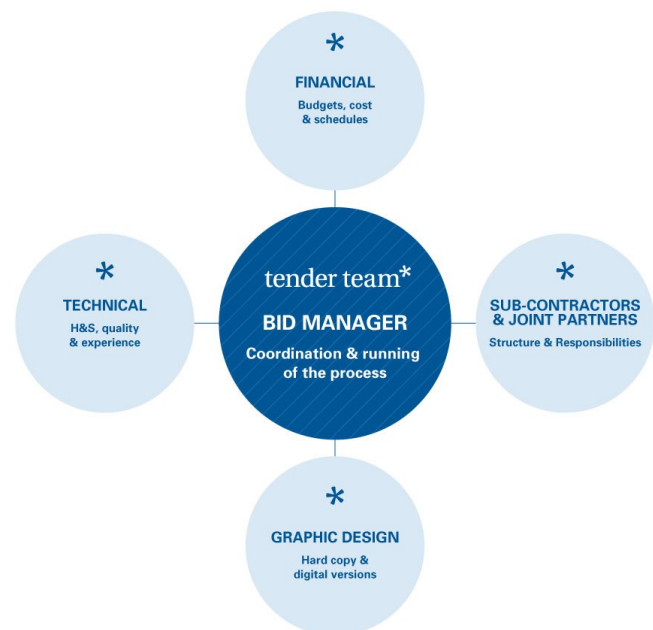 *
FINANCIAL
Budgets, cost
& schedules
*
TECHNICAL
H&S, quality
& experience
tender team*
BID MANAGER
Coordination & running
of the process
*
SUB-CONTRACTORS
& JOINT PARTNERS
Structure & Responsibilities
*
GRAPHIC DESIGN
Hard copy &
digital versions